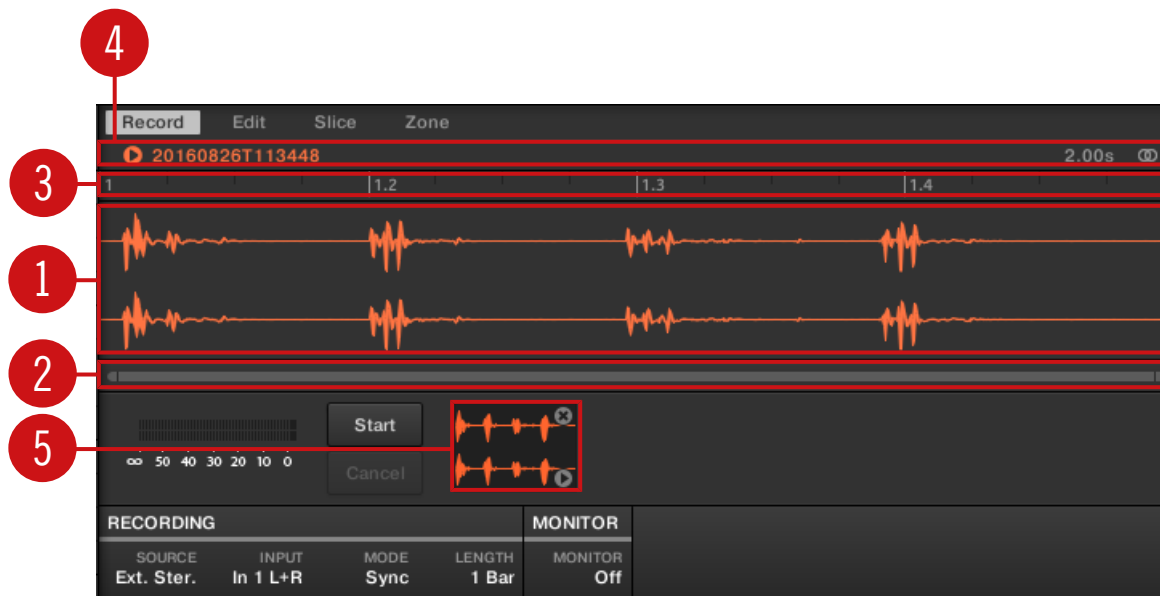 4
Record Edit Slice Zone
20160826T113448 2.00s
3
1 1.2 1.3 1.4
1
2
Start
5
∞ 50 40 30 20 10 0
Cancel
RECORDING MONITOR
SOURCE INPUT MODE LENGTH MONITOR
Ext. Ster. In 1 L+R Sync 1 Bar Off